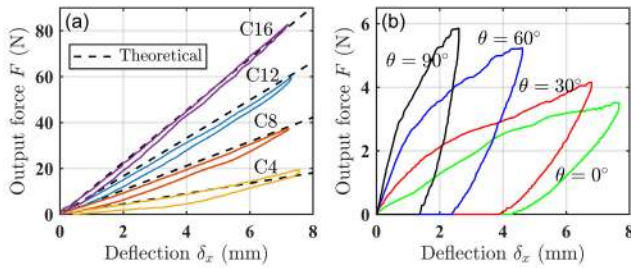 (a)
C16
Theoretical
C12
C8
C4
80
60
40
20
0
0 2 4 6 8
Output force F (N)
Deflection δx (mm)
(b)
θ = 90°
θ = 60°
θ = 30°
θ = 0°
6
4
2
0
0 2 4 6 8
Output force F (N)
Deflection δx (mm)